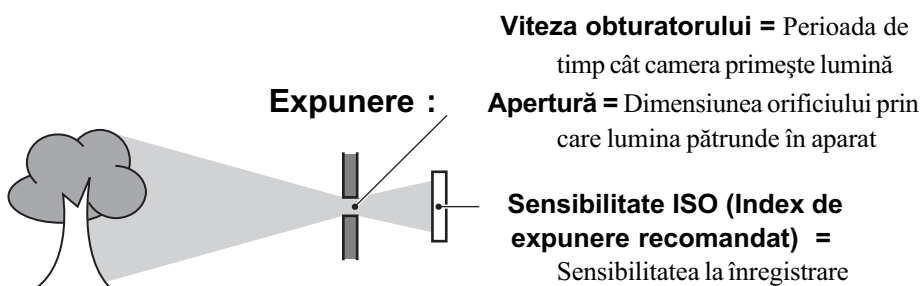 Viteza obturatorului = Perioada de
timp cât camera primeşte lumină
Expunere :
Apertură = Dimensiunea orificiului prin
care lumina pătrunde în aparat
Sensibilitate ISO (Index de
expunere recomandat) =
Sensibilitatea la înregistrare